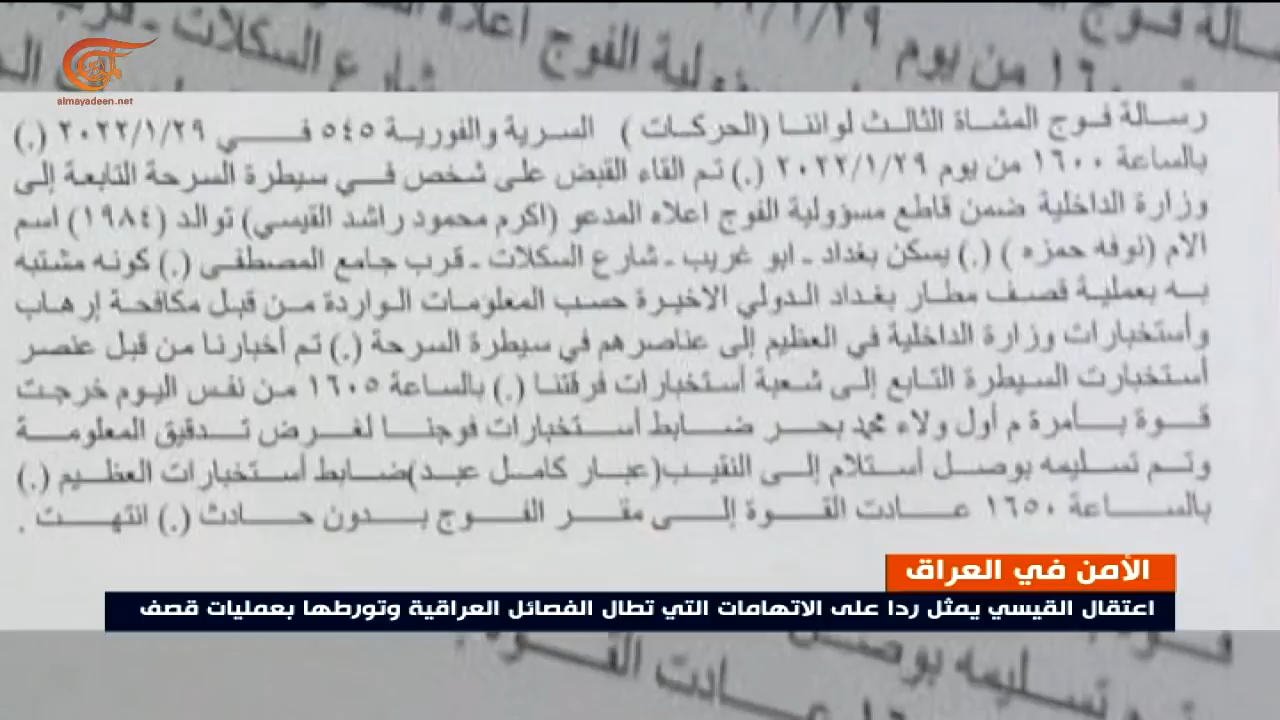 almayadeen.net
رسالة فوج المشاة الثالث لوائنا (الحركات ) السرية والفورية ٥٤٥ في ٢٠٢٢/١/٢٩ (.)
بالساعة ١٦٠٠ من يوم ٢٠٢٢/١/٢٩ (.) تم القاء القبض على شخص في سيطرة السرحة التابعة إلى
وزارة الداخلية ضمن قاطع مسؤولية الفوج اعلاه المدعو (اكرم محمود راشد القيسي) توالد (١٩٨٤) اسم
الام (نوفه حمزه ) (.) يسكن بغداد - ابو غريب - شارع السكلات - قرب جامع المصطفى (.) كونه مشتبه
به بعملية قصف مطار بغداد الدولي الاخيرة حسب المعلومات الواردة من قبل مكافحة إرهاب
وأستخبارات وزارة الداخلية في العظيم إلى عناصرهم في سيطرة السرحة (.) تم أخبارنا من قبل عنصر
أستخبارت السيطرة التابع إلى شعبة أستخبارات فرقتنا (.) بالساعة ١٦٠٥ من نفس اليوم خرجت
قوة بأمرة م أول ولاء محمد بحر ضابط أستخبارات فوجنا لغرض تدقيق المعلومة
وتم تسليمه بوصل أستلام إلى النقيب(عبار كامل عبد)ضابط أستخبارات العظيم (.)
بالساعة ١٦٥٠ عادت القوة إلى مقر الفوج بدون حادث (.) انتهت .
الأمن في العراق
اعتقال القيسي يمثل ردا على الاتهامات التي تطال الفصائل العراقية وتورطها بعمليات قصف